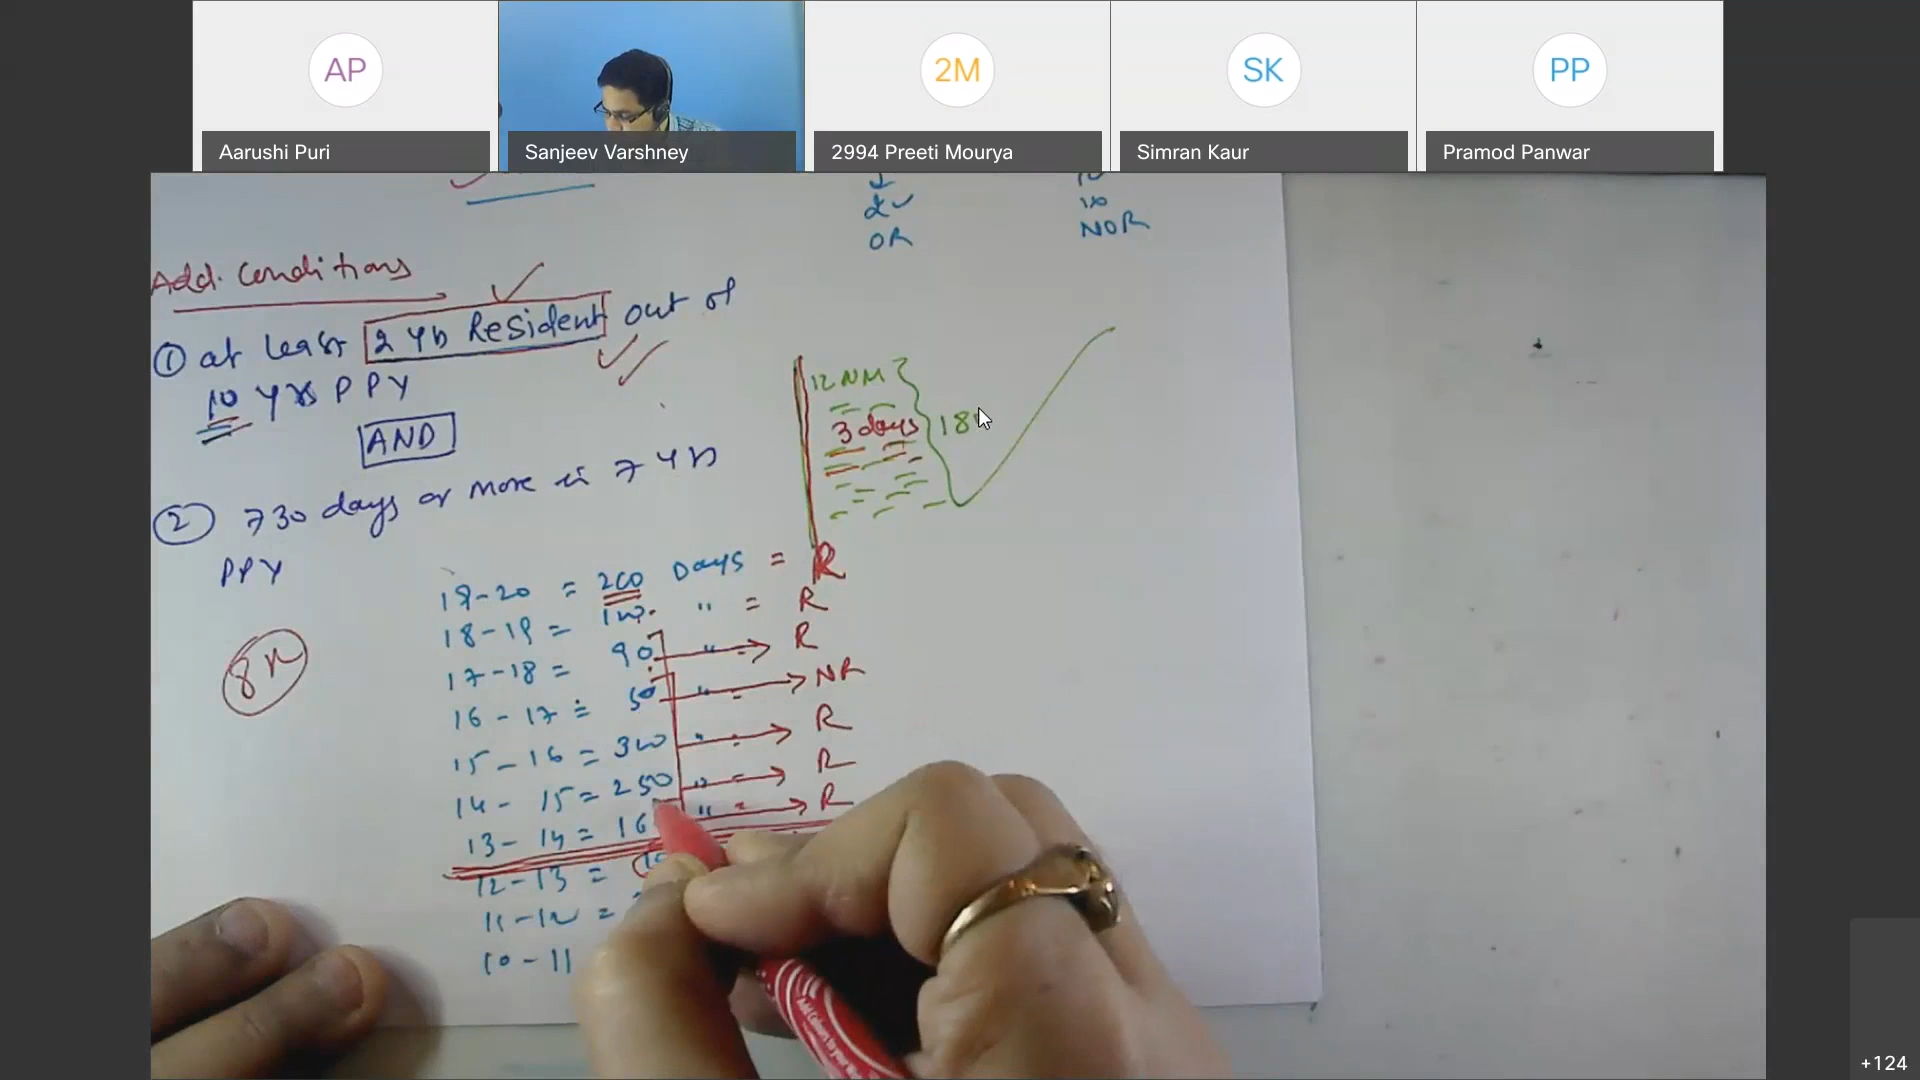 AP
2M
SK
PP
Aarushi Puri
Sanjeev Varshney
2994 Preeti Mourya
Simran Kaur
Pramod Panwar
OR
NOR
Add. Conditions
① at least 2 Yrs Resident out of
10 Yrs PPY
AND
② 730 days or more in 7 Yrs
PPY
12 NM
3 days
18
19-20 = 200 Days = R
18-19 = " = R
17-18 = 90 " R
16-17 = 50 " NR
15-16 = 300 " R
14-15 = 250 " R
13-14 = 16 " R
12-13 =
11-12 =
10-11
+124